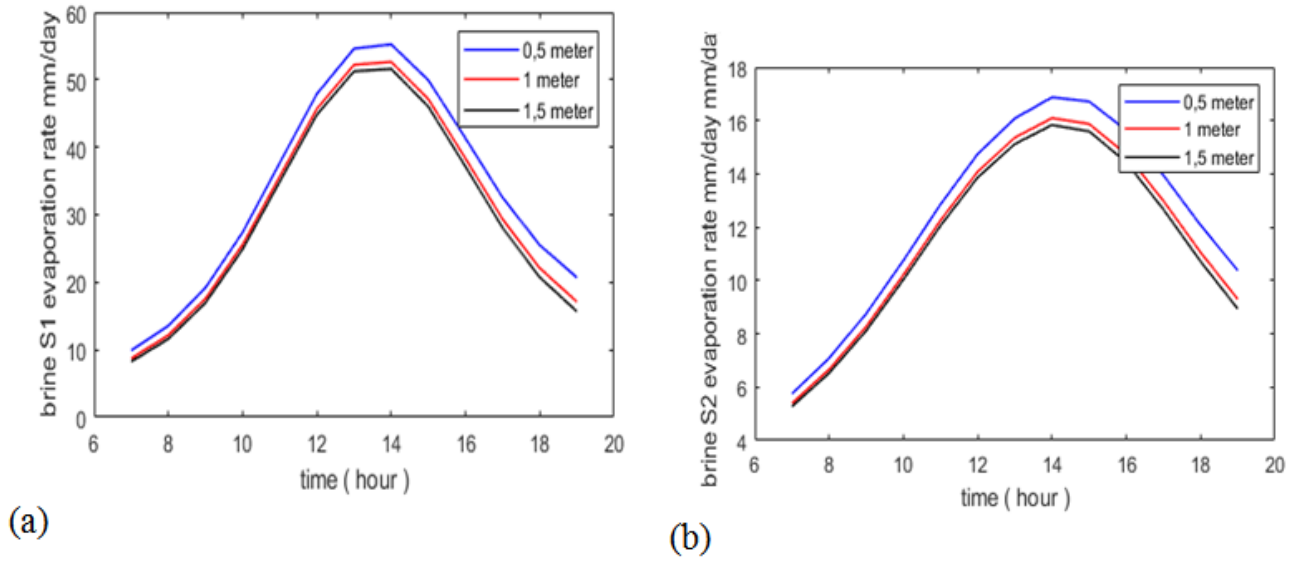 brine S1 evaporation rate mm/day
60
50
40
30
20
10
0
0,5 meter
1 meter
1,5 meter
6 8 10 12 14 16 18 20
time ( hour )
(a)
brine S2 evaporation rate mm/day mm/day
18
16
14
12
10
8
6
4
0,5 meter
1 meter
1,5 meter
6 8 10 12 14 16 18 20
time ( hour )
(b)